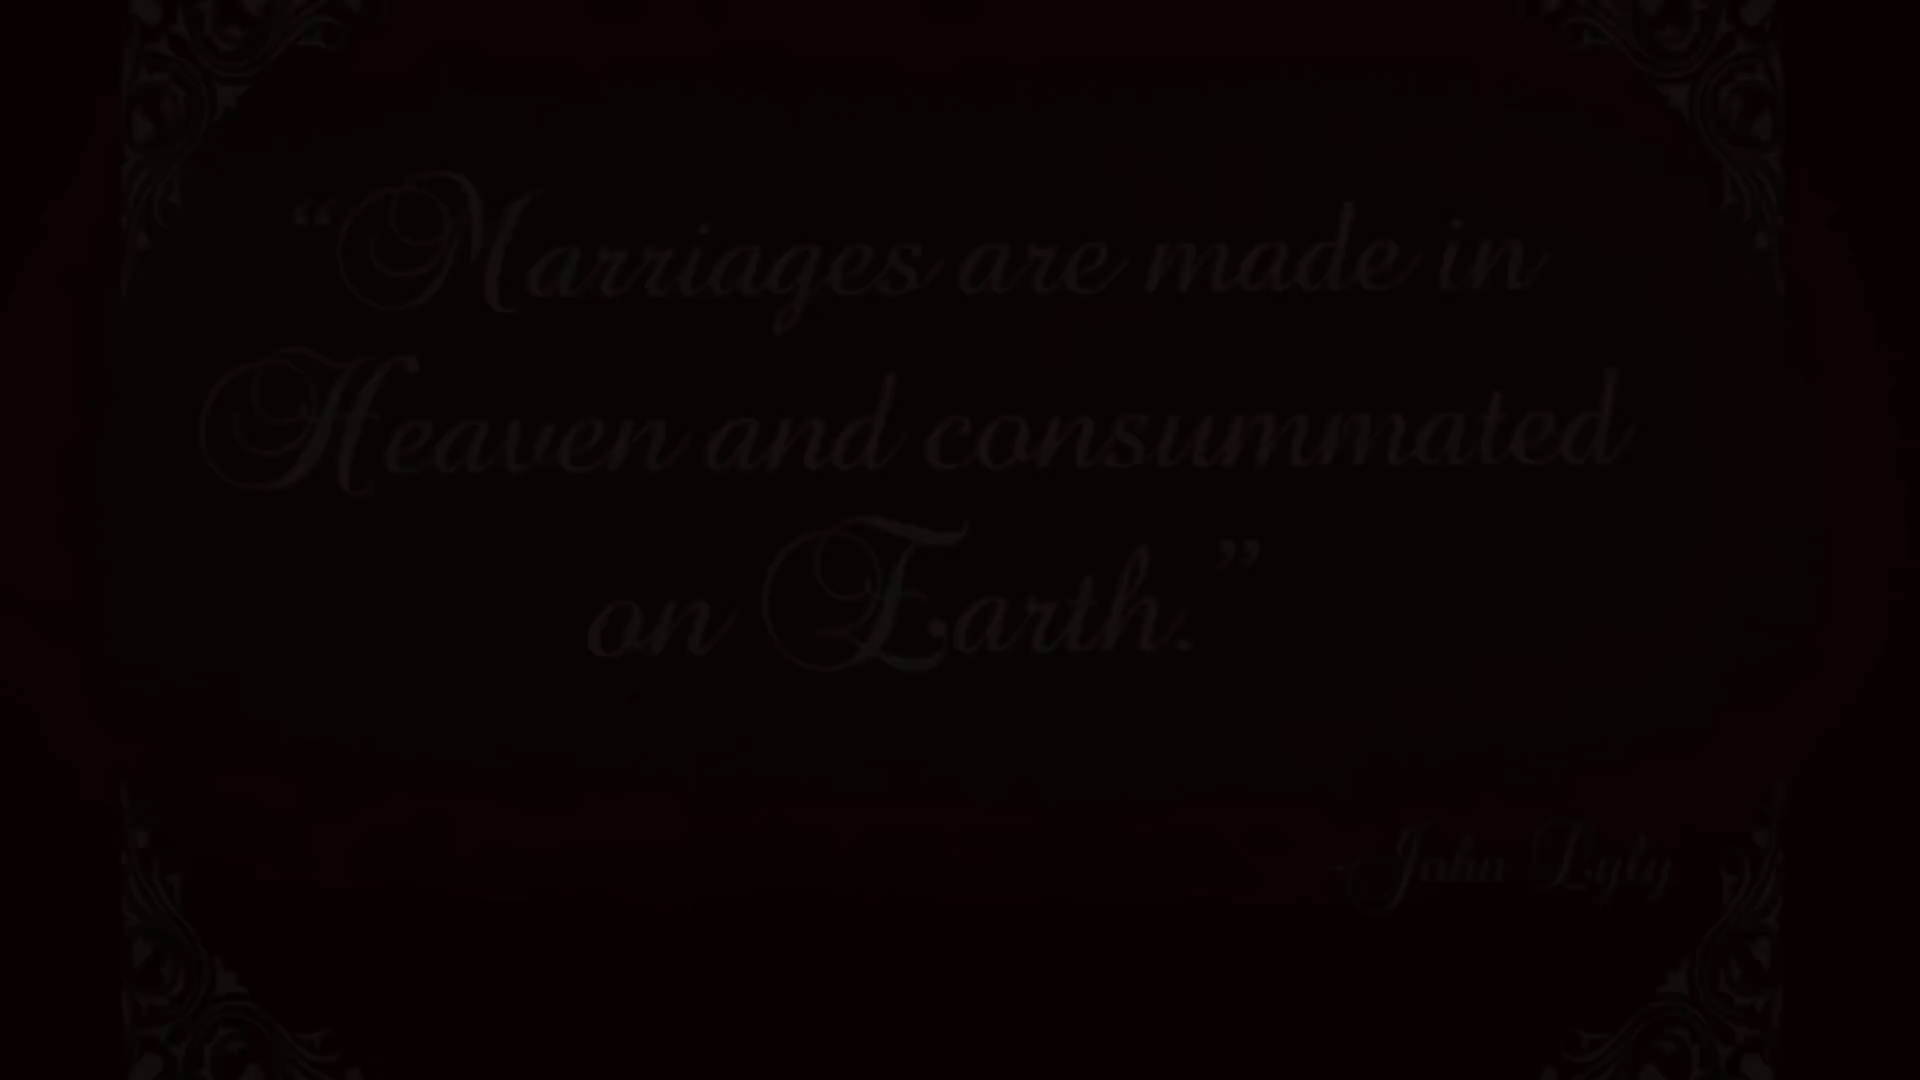 “Marriages are made in
Heaven and consummated
on Earth.”
-John Lyly